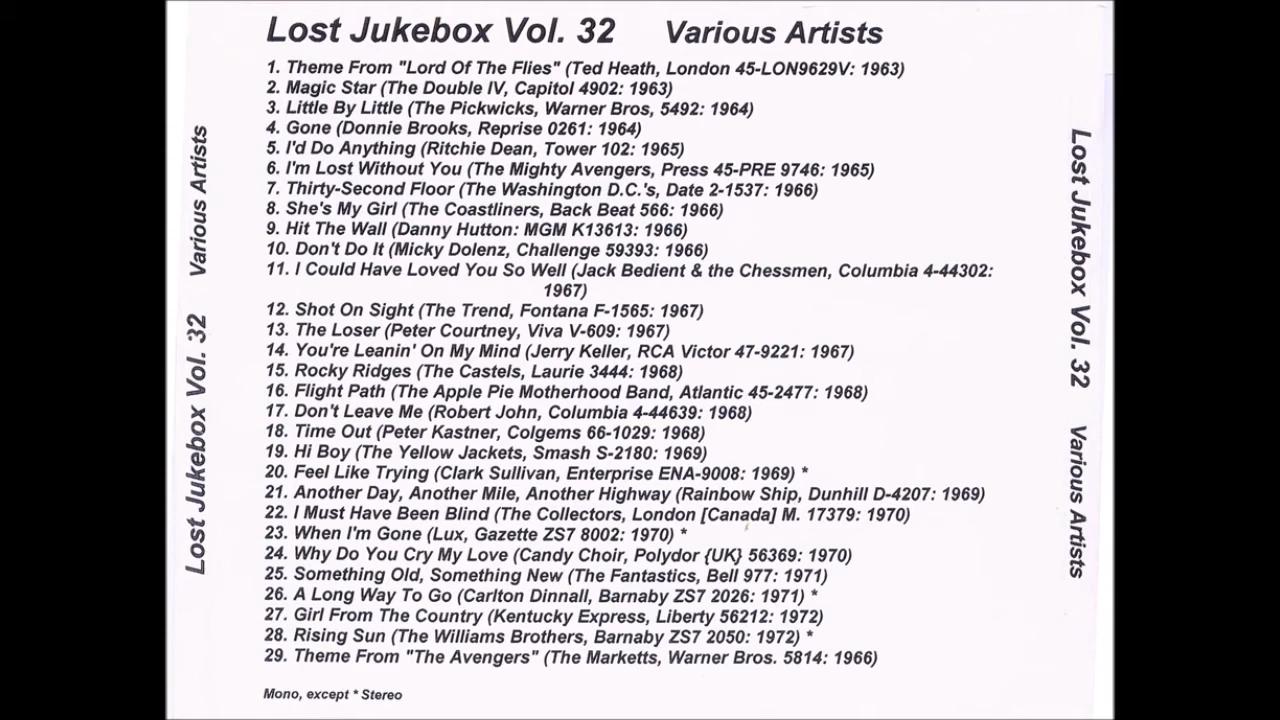 Lost Jukebox Vol. 32 Various Artists
1. Theme From "Lord Of The Flies" (Ted Heath, London 45-LON9629V: 1963)
2. Magic Star (The Double IV, Capitol 4902: 1963)
3. Little By Little (The Pickwicks, Warner Bros, 5492: 1964)
4. Gone (Donnie Brooks, Reprise 0261: 1964)
5. I'd Do Anything (Ritchie Dean, Tower 102: 1965)
6. I'm Lost Without You (The Mighty Avengers, Press 45-PRE 9746: 1965)
7. Thirty-Second Floor (The Washington D.C.'s, Date 2-1537: 1966)
8. She's My Girl (The Coastliners, Back Beat 566: 1966)
9. Hit The Wall (Danny Hutton: MGM K13613: 1966)
10. Don't Do It (Micky Dolenz, Challenge 59393: 1966)
11. I Could Have Loved You So Well (Jack Bedient & the Chessmen, Columbia 4-44302:
1967)
12. Shot On Sight (The Trend, Fontana F-1565: 1967)
13. The Loser (Peter Courtney, Viva V-609: 1967)
14. You're Leanin' On My Mind (Jerry Keller, RCA Victor 47-9221: 1967)
15. Rocky Ridges (The Castels, Laurie 3444: 1968)
16. Flight Path (The Apple Pie Motherhood Band, Atlantic 45-2477: 1968)
17. Don't Leave Me (Robert John, Columbia 4-44639: 1968)
18. Time Out (Peter Kastner, Colgems 66-1029: 1968)
19. Hi Boy (The Yellow Jackets, Smash S-2180: 1969)
20. Feel Like Trying (Clark Sullivan, Enterprise ENA-9008: 1969) *
21. Another Day, Another Mile, Another Highway (Rainbow Ship, Dunhill D-4207: 1969)
22. I Must Have Been Blind (The Collectors, London [Canada] M. 17379: 1970)
23. When I'm Gone (Lux, Gazette ZS7 8002: 1970) *
24. Why Do You Cry My Love (Candy Choir, Polydor {UK} 56369: 1970)
25. Something Old, Something New (The Fantastics, Bell 977: 1971)
26. A Long Way To Go (Carlton Dinnall, Barnaby ZS7 2026: 1971) *
27. Girl From The Country (Kentucky Express, Liberty 56212: 1972)
28. Rising Sun (The Williams Brothers, Barnaby ZS7 2050: 1972) *
29. Theme From "The Avengers" (The Marketts, Warner Bros. 5814: 1966)
Mono, except * Stereo
Lost Jukebox Vol. 32 Various Artists
Lost Jukebox Vol. 32 Various Artists